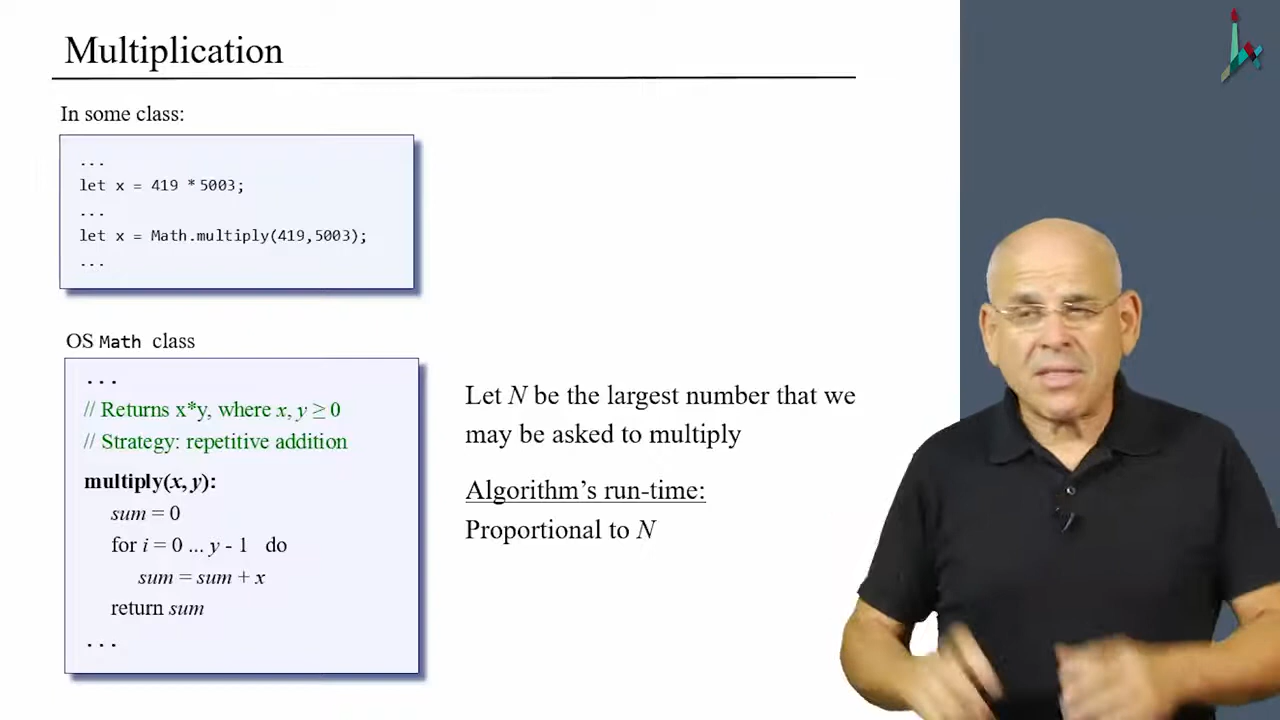 Multiplication
In some class:
...
let x = 419 * 5003;
...
let x = Math.multiply(419,5003);
...
OS Math class
...
// Returns x*y, where x, y ≥ 0
// Strategy: repetitive addition
multiply(x, y):
sum = 0
for i = 0 ... y - 1 do
sum = sum + x
return sum
...
Let N be the largest number that we
may be asked to multiply
Algorithm's run-time:
Proportional to N